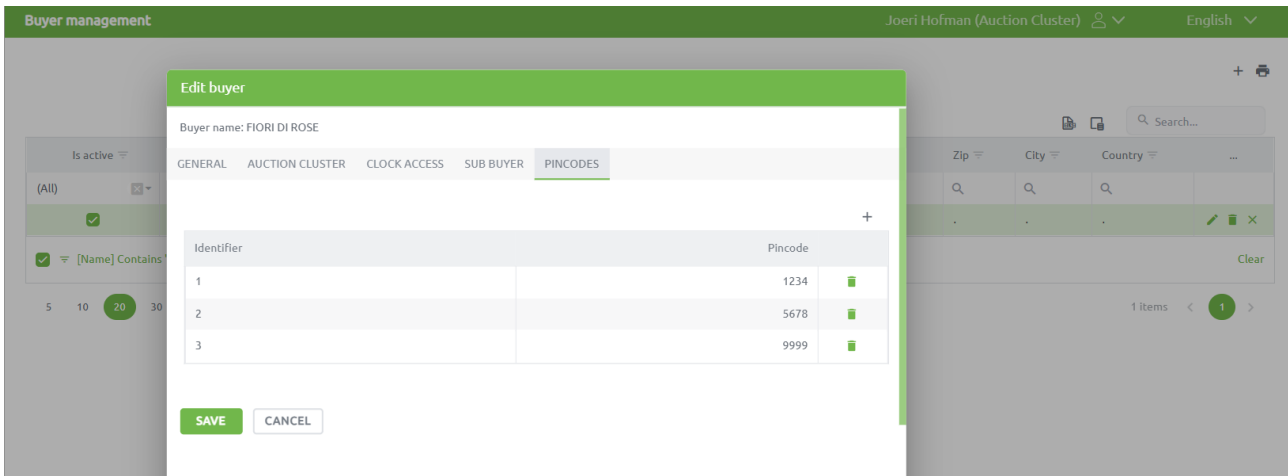 Buyer management Joeri Hofman (Auction Cluster) English
Edit buyer
Buyer name: FIORI DI ROSE
Search...
Is active Zip City Country ...
GENERAL AUCTION CLUSTER CLOCK ACCESS SUB BUYER PINCODES
(All)
. . .
Identifier Pincode
[Name] Contains ' Clear
1 1234
5 10 20 30 1 items < 1 >
2 5678
3 9999
SAVE CANCEL